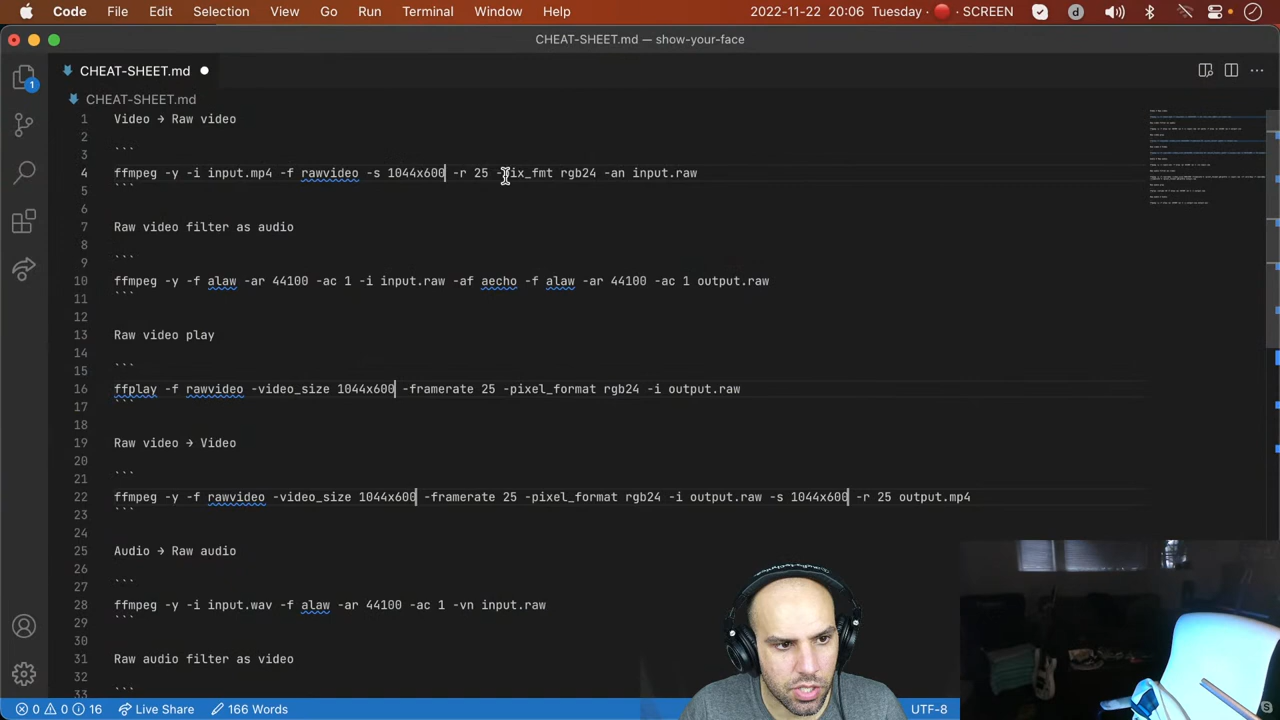 Code File Edit Selection View Go Run Terminal Window Help 2022-11-22 20:06 Tuesday SCREEN
CHEAT-SHEET.md — show-your-face
CHEAT-SHEET.md
1
CHEAT-SHEET.md
1 Video → Raw video
2
3 ```
4 ffmpeg -y -i input.mp4 -f rawvideo -s 1044x600 -r 25 -pix_fmt rgb24 -an input.raw
5 ```
6
7 Raw video filter as audio
8
9 ```
10 ffmpeg -y -f alaw -ar 44100 -ac 1 -i input.raw -af aecho -f alaw -ar 44100 -ac 1 output.raw
11 ```
12
13 Raw video play
14
15 ```
16 ffplay -f rawvideo -video_size 1044x600 -framerate 25 -pixel_format rgb24 -i output.raw
17 ```
18
19 Raw video → Video
20
21 ```
22 ffmpeg -y -f rawvideo -video_size 1044x600 -framerate 25 -pixel_format rgb24 -i output.raw -s 1044x600 -r 25 output.mp4
23 ```
24
25 Audio → Raw audio
26
27 ```
28 ffmpeg -y -i input.wav -f alaw -ar 44100 -ac 1 -vn input.raw
29 ```
30
31 Raw audio filter as video
32
33 ```
0 0 16 Live Share 166 Words UTF-8